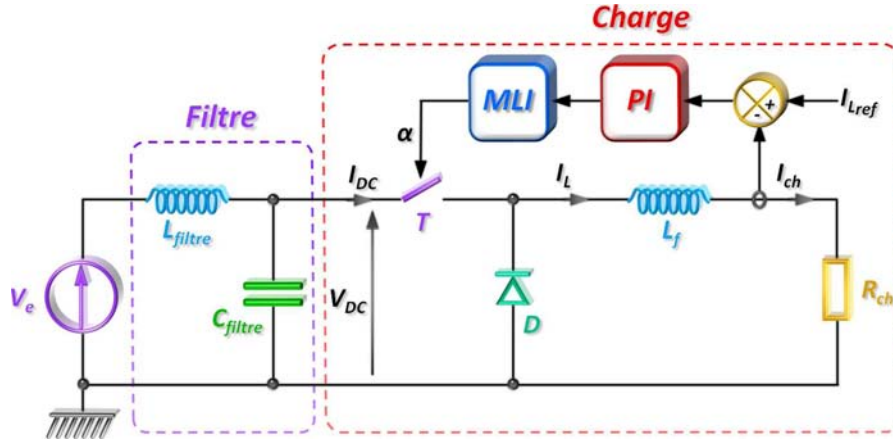 Charge
MLI
PI
+
-
I_Lref
Filtre
α
I_DC
I_L
I_ch
L_filtre
T
L_f
V_e
C_filtre
V_DC
D
R_ch